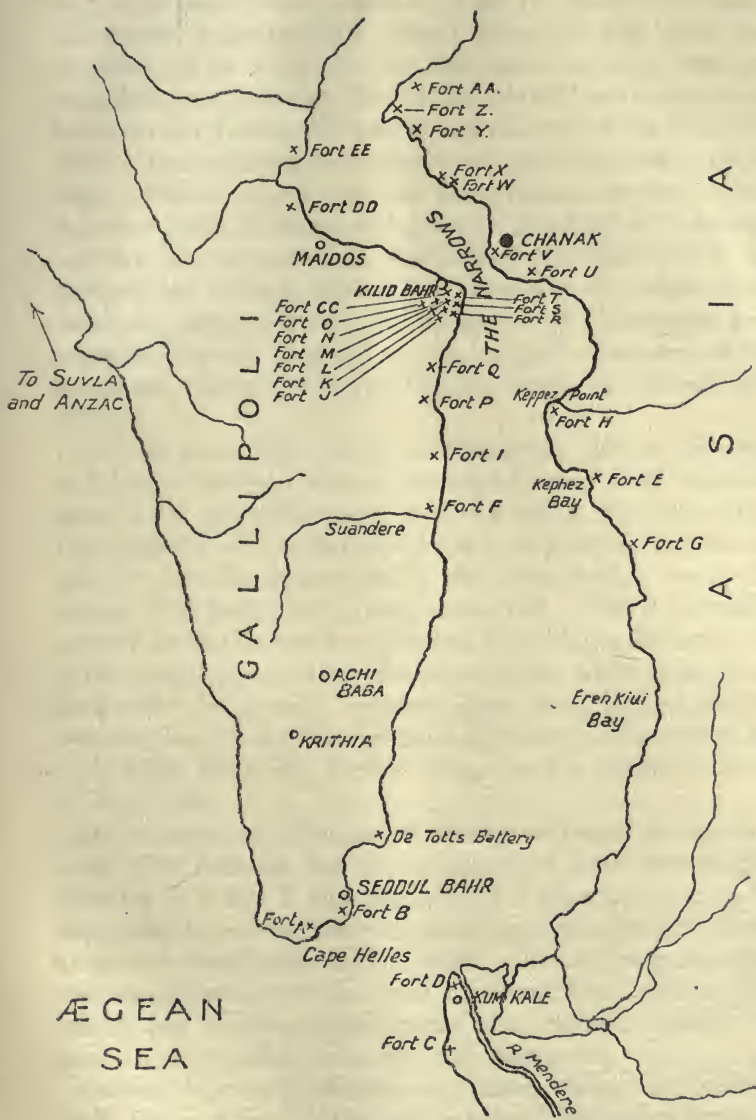 Fort AA.
Fort Z.
Fort Y.
Fort EE
Fort X
Fort W
Fort DD
A
THE NARROWS
CHANAK
MAIDOS
Fort V
Fort U
KILID BAHR
Fort CC
Fort O
Fort N
Fort M
Fort L
Fort K
Fort J
Fort T
Fort S
Fort R
I
To SUVLA
and ANZAC
GALLIPOLI
Fort Q
Keppez Point
Fort P
Fort H
S
Fort I
Kephez
Bay
Fort E
Fort F
Suandere
Fort G
A
ACHI
BABA
Eren Kiui
Bay
KRITHIA
De Totts Battery
SEDDUL BAHR
Fort B
Fort A
Cape Helles
Fort D
KUM KALE
ÆGEAN
SEA
Fort C
R Mendere